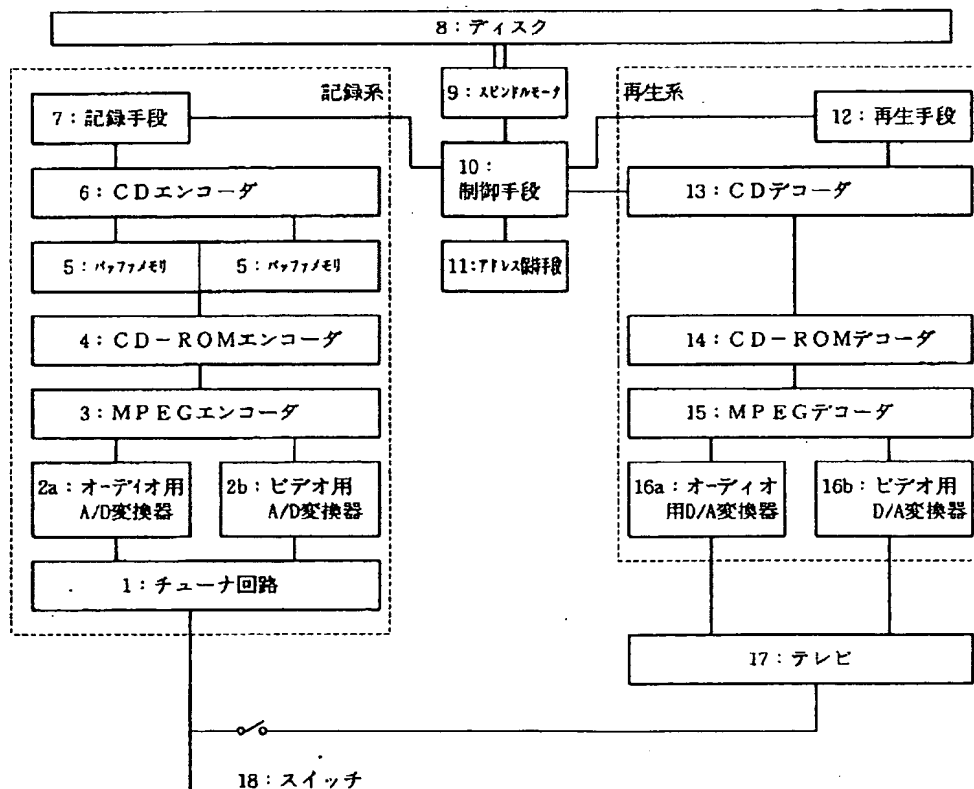 8：ディスク
記録系
9：スピンドルモータ
再生系
7：記録手段
12：再生手段
10：
制御手段
6：CDエンコーダ
13：CDデコーダ
5：バッファメモリ
5：バッファメモリ
11：アドレス保持手段
4：CD－ROMエンコーダ
14：CD－ROMデコーダ
3：MPEGエンコーダ
15：MPEGデコーダ
2a：オーディオ用
A/D変換器
2b：ビデオ用
A/D変換器
16a：オーディオ
用D/A変換器
16b：ビデオ用
D/A変換器
1：チューナ回路
17：テレビ
18：スイッチ